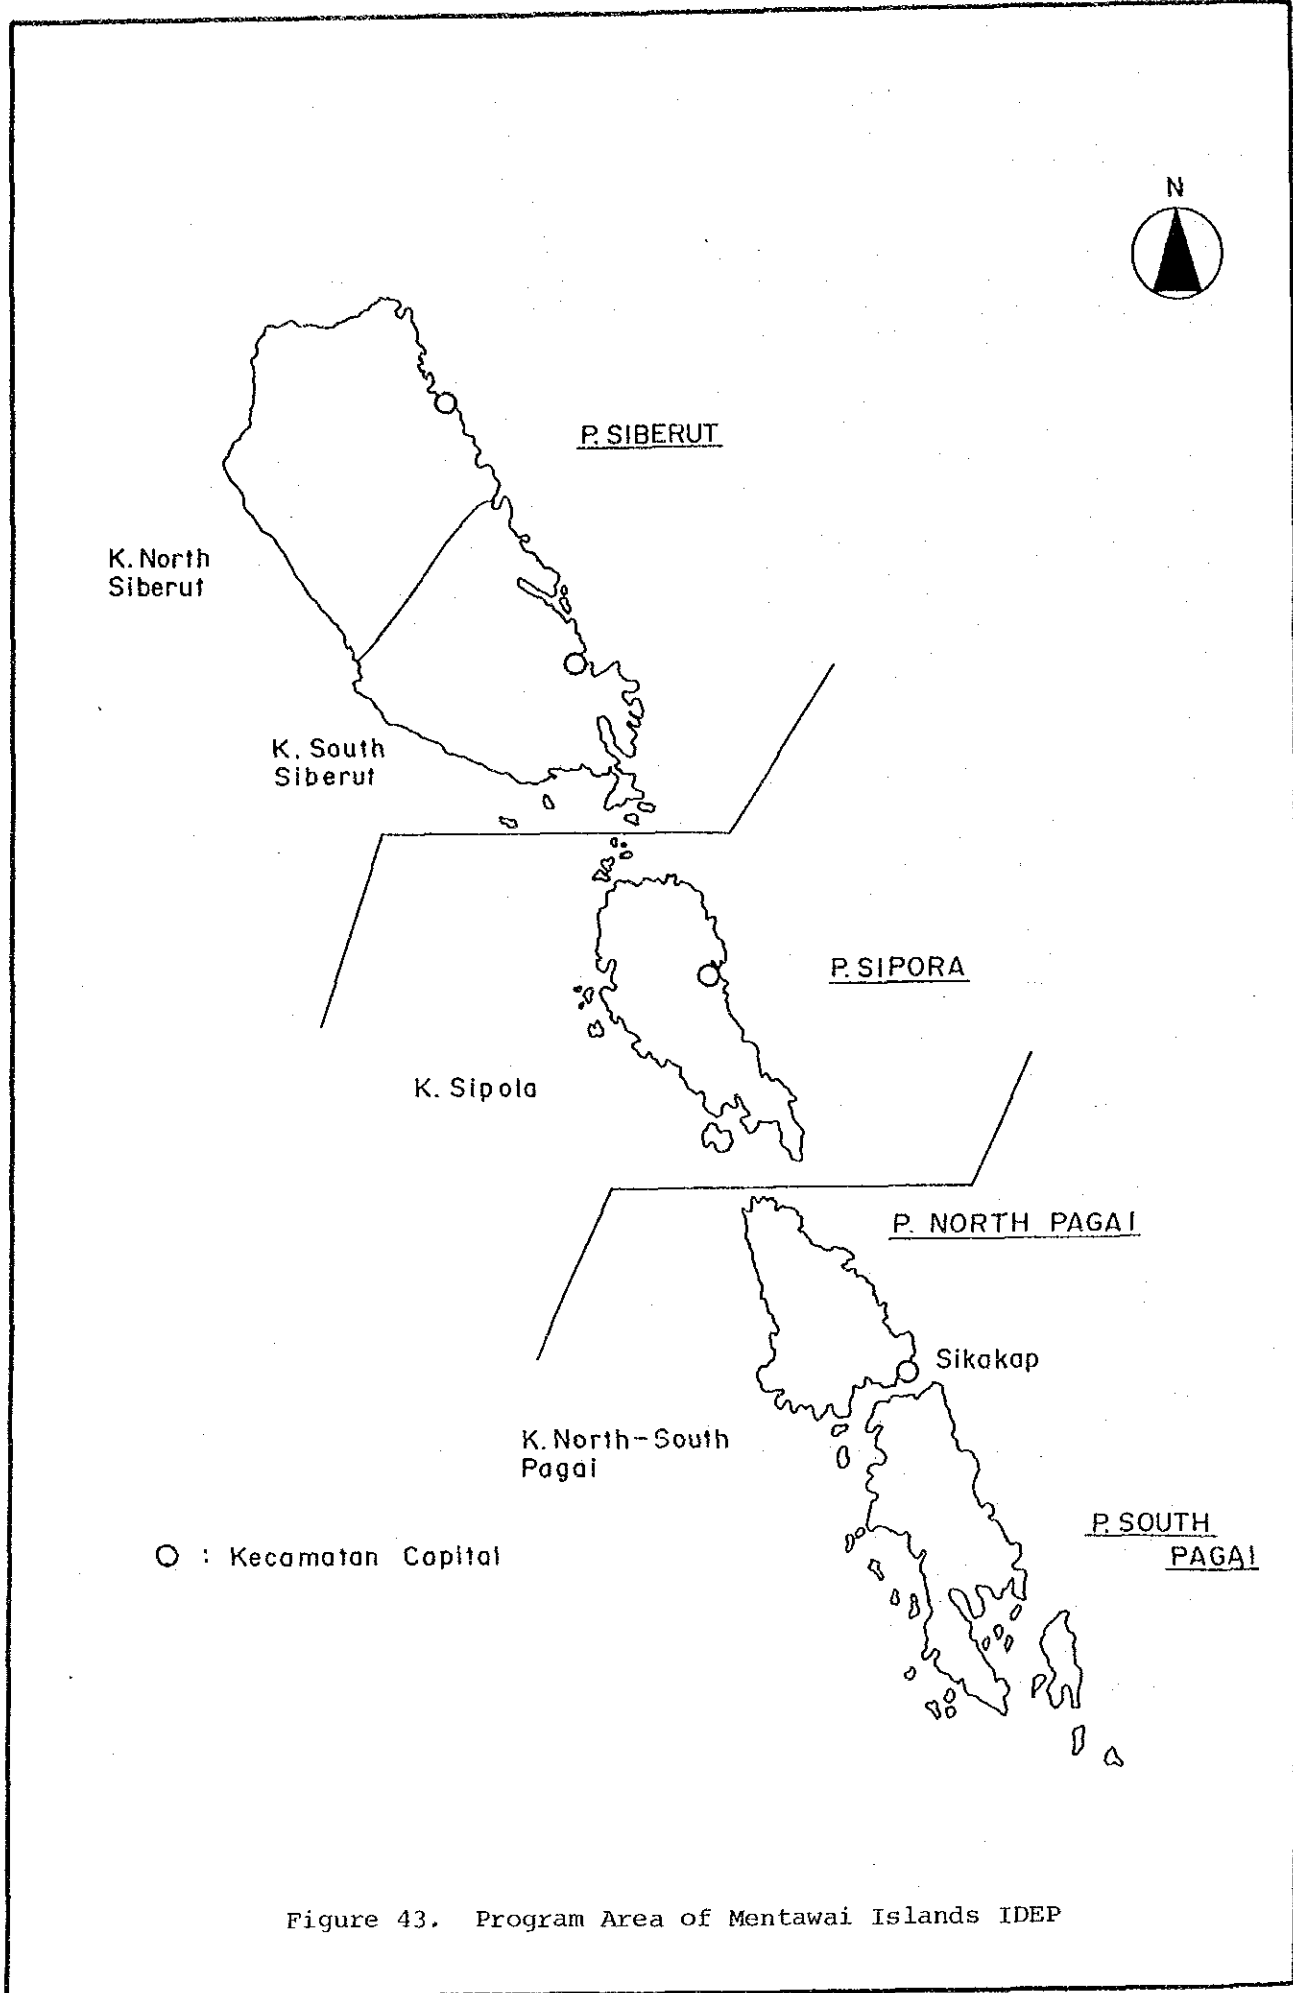 N
P. SIBERUT
K. North
Siberut
K. South
Siberut
P. SIPORA
K. Sipola
P. NORTH PAGAI
Sikakap
K. North-South
Pagai
P. SOUTH
PAGAI
O : Kecamatan Capital
Figure 43. Program Area of Mentawai Islands IDEP